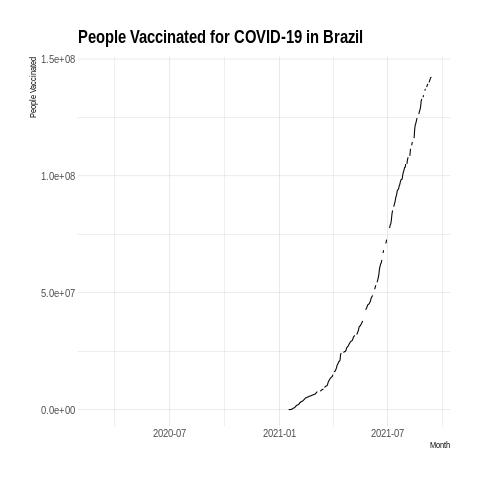 People Vaccinated for COVID-19 in Brazil
People Vaccinated
1.5e+08
1.0e+08
5.0e+07
0.0e+00
2020-07
2021-01
2021-07
Month